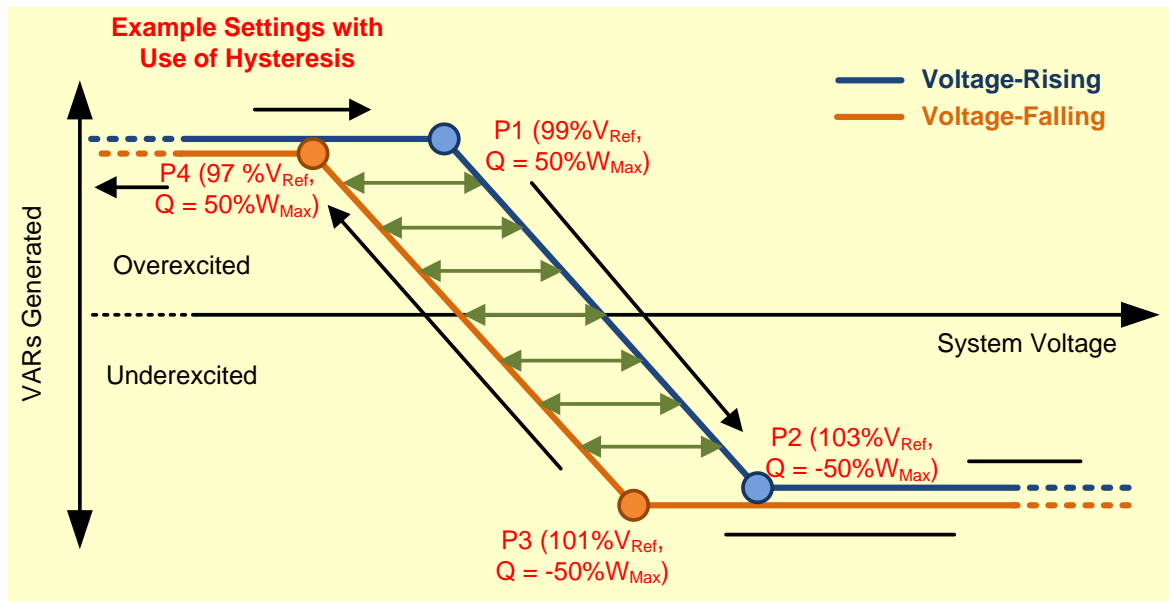 Example Settings with
Use of Hysteresis
Voltage-Rising
Voltage-Falling
P1 (99%VRef,
Q = 50%WMax)
P4 (97 %VRef,
Q = 50%WMax)
Overexcited
VARs Generated
System Voltage
Underexcited
P2 (103%VRef,
Q = -50%WMax)
P3 (101%VRef,
Q = -50%WMax)